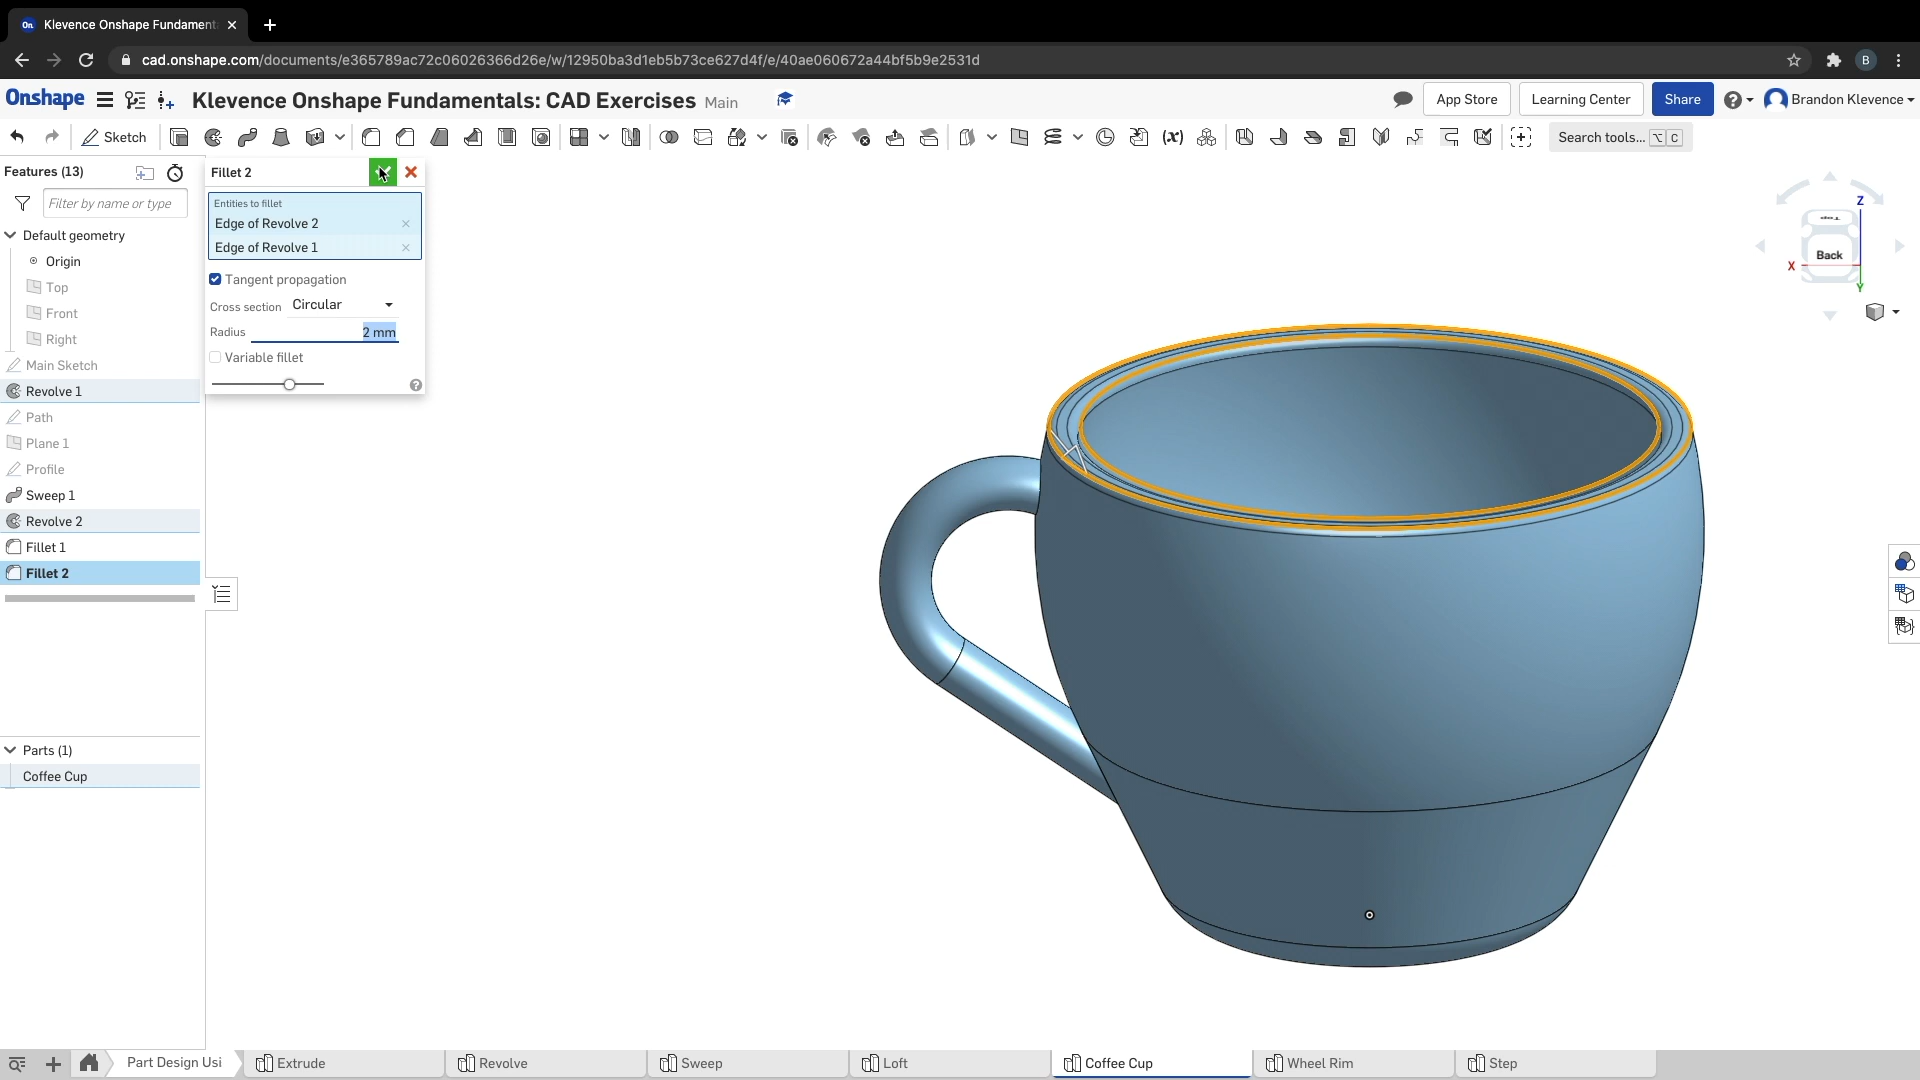 Klevence Onshape Fundament
cad.onshape.com/documents/e365789ac72c06026366d26e/w/12950ba3d1eb5b73ce627d4f/e/40ae060672a44bf5b9e2531d
B
Onshape
Klevence Onshape Fundamentals: CAD Exercises Main
App Store
Learning Center
Share
Brandon Klevence
Sketch
Search tools... ⌥ C
Features (13)
Filter by name or type
Default geometry
Origin
Top
Front
Right
Main Sketch
Revolve 1
Path
Plane 1
Profile
Sweep 1
Revolve 2
Fillet 1
Fillet 2
Parts (1)
Coffee Cup
Fillet 2
Entities to fillet
Edge of Revolve 2
Edge of Revolve 1
Tangent propagation
Cross section Circular
Radius 2 mm
Variable fillet
Z
Back
X
Y
Part Design Usi
Extrude
Revolve
Sweep
Loft
Coffee Cup
Wheel Rim
Step